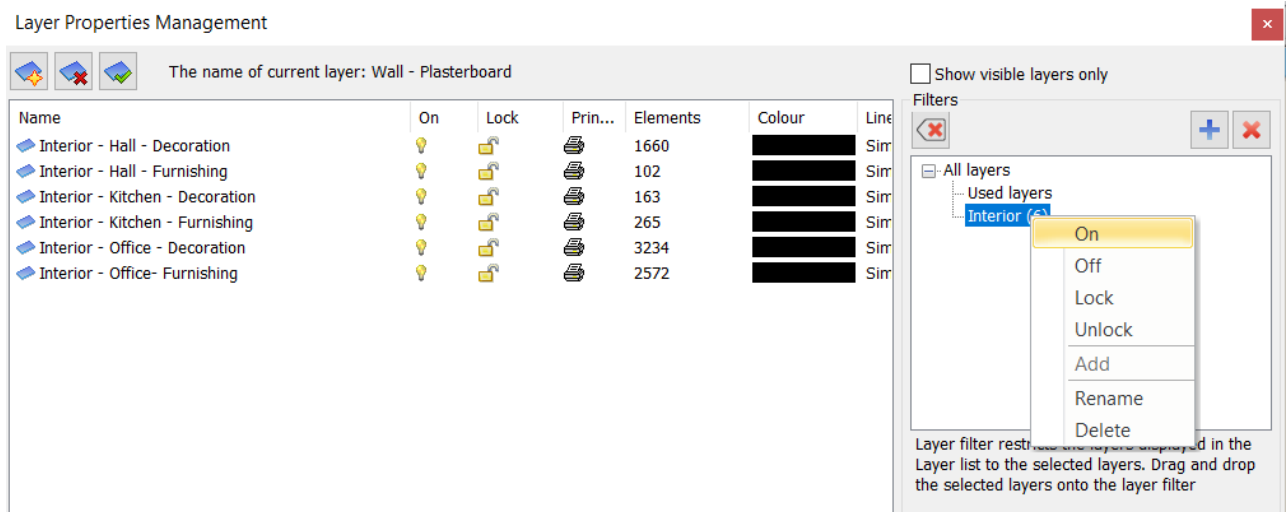 Layer Properties Management
The name of current layer: Wall - Plasterboard
Show visible layers only
Name On Lock Prin... Elements Colour Line
Interior - Hall - Decoration 1660 Sim
Interior - Hall - Furnishing 102 Sim
Interior - Kitchen - Decoration 163 Sim
Interior - Kitchen - Furnishing 265 Sim
Interior - Office - Decoration 3234 Sim
Interior - Office- Furnishing 2572 Sim
Filters
All layers
Used layers
Interior (6)
On
Off
Lock
Unlock
Add
Rename
Delete
Layer filter the layers displayed in the
Layer list to the selected layers. Drag and drop
the selected layers onto the layer filter